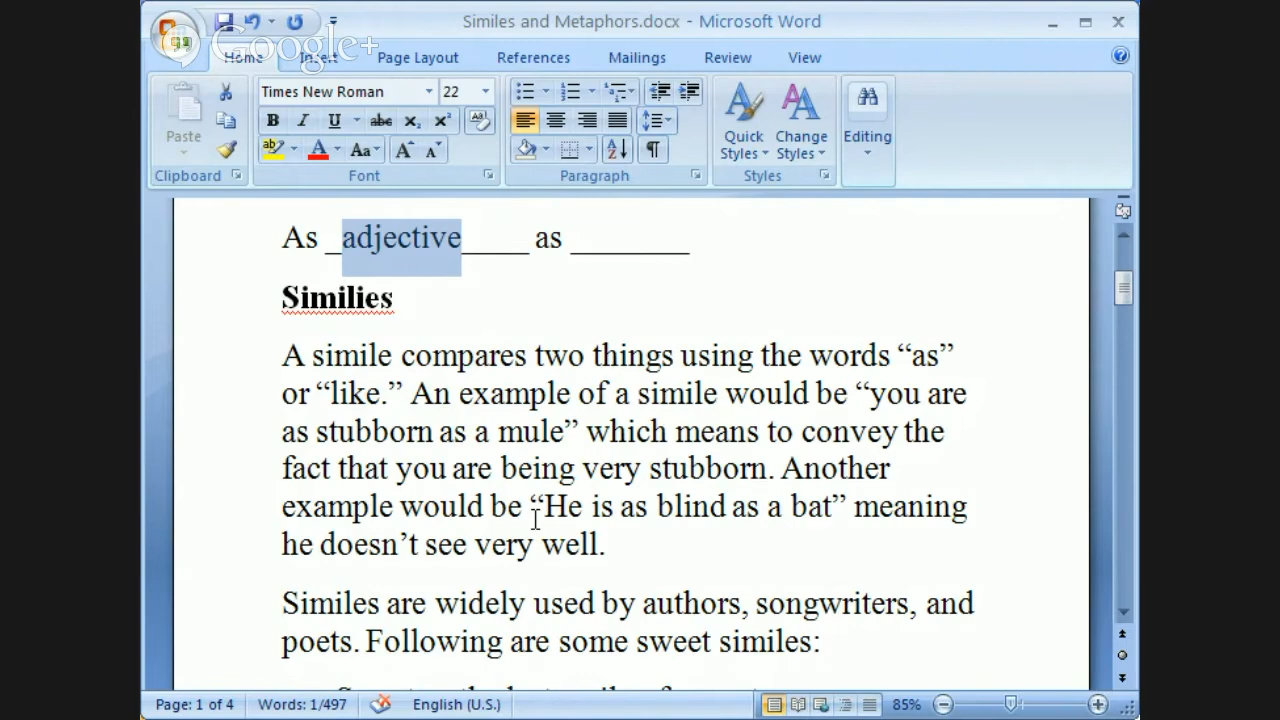 Similes and Metaphors.docx - Microsoft Word
Google+
Home Insert Page Layout References Mailings Review View
Times New Roman 22
Paste
Quick Styles Change Styles Editing
Clipboard Font Paragraph Styles
As _adjective____ as ________
Similies
A simile compares two things using the words “as”
or “like.” An example of a simile would be “you are
as stubborn as a mule” which means to convey the
fact that you are being very stubborn. Another
example would be “He is as blind as a bat” meaning
he doesn’t see very well.
Similes are widely used by authors, songwriters, and
poets. Following are some sweet similes:
Page: 1 of 4 Words: 1/497 English (U.S.) 85%